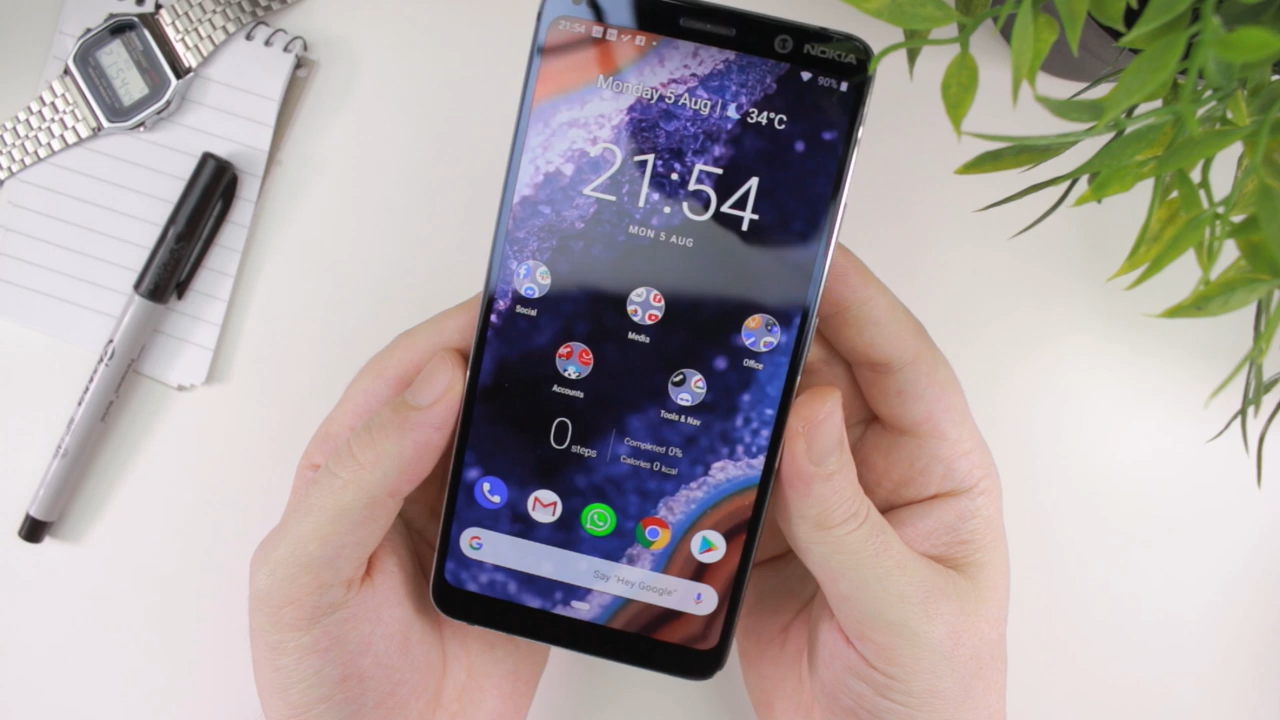 21:54
NOKIA
90%
Monday 5 Aug | 34°C
21:54
MON 5 AUG
Social
Media
Office
Accounts
Tools & Nav
0 steps
Completed 0%
Calories 0 kcal
Say "Hey Google"